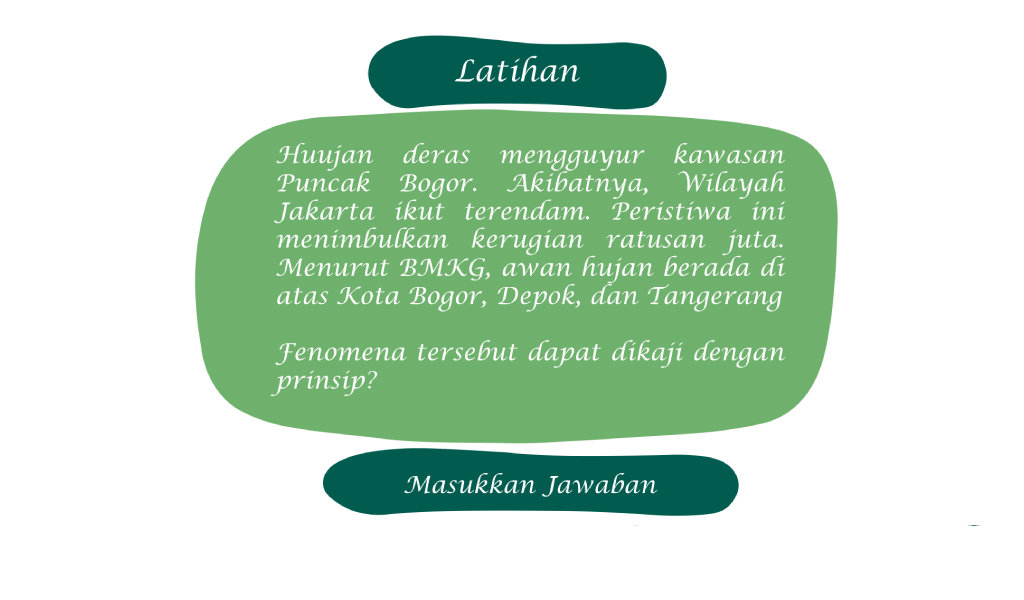 Latihan
Huujan deras mengguyur kawasan
Puncak Bogor. Akibatnya, Wilayah
Jakarta ikut terendam. Peristiwa ini
menimbulkan kerugian ratusan juta.
Menurut BMKG, awan hujan berada di
atas Kota Bogor, Depok, dan Tangerang
Fenomena tersebut dapat dikaji dengan
prinsip?
Masukkan Jawaban